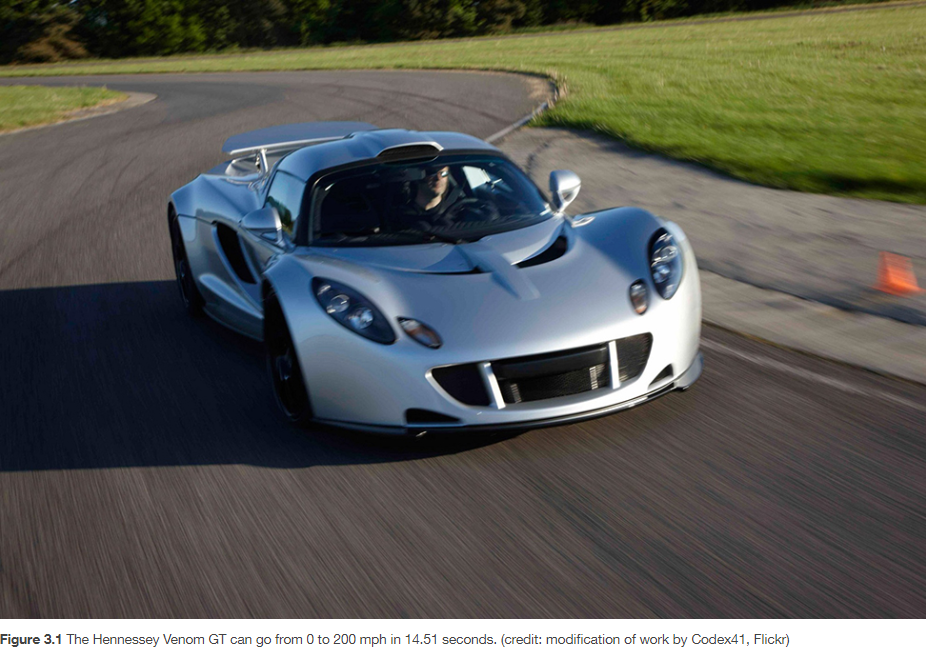 Figure 3.1 The Hennessey Venom GT can go from 0 to 200 mph in 14.51 seconds. (credit: modification of work by Codex41, Flickr)